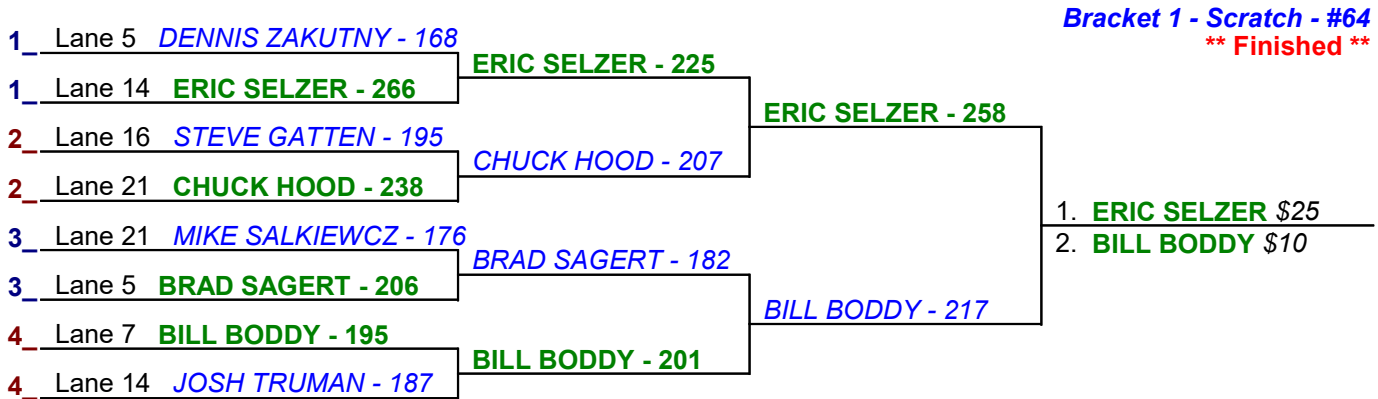 Bracket 1 - Scratch - #64
** Finished **
1_ Lane 5 DENNIS ZAKUTNY - 168
1_ Lane 14 ERIC SELZER - 266
2_ Lane 16 STEVE GATTEN - 195
2_ Lane 21 CHUCK HOOD - 238
3_ Lane 21 MIKE SALKIEWCZ - 176
3_ Lane 5 BRAD SAGERT - 206
4_ Lane 7 BILL BODDY - 195
4_ Lane 14 JOSH TRUMAN - 187
ERIC SELZER - 225
CHUCK HOOD - 207
BRAD SAGERT - 182
BILL BODDY - 201
ERIC SELZER - 258
BILL BODDY - 217
1. ERIC SELZER $25
2. BILL BODDY $10